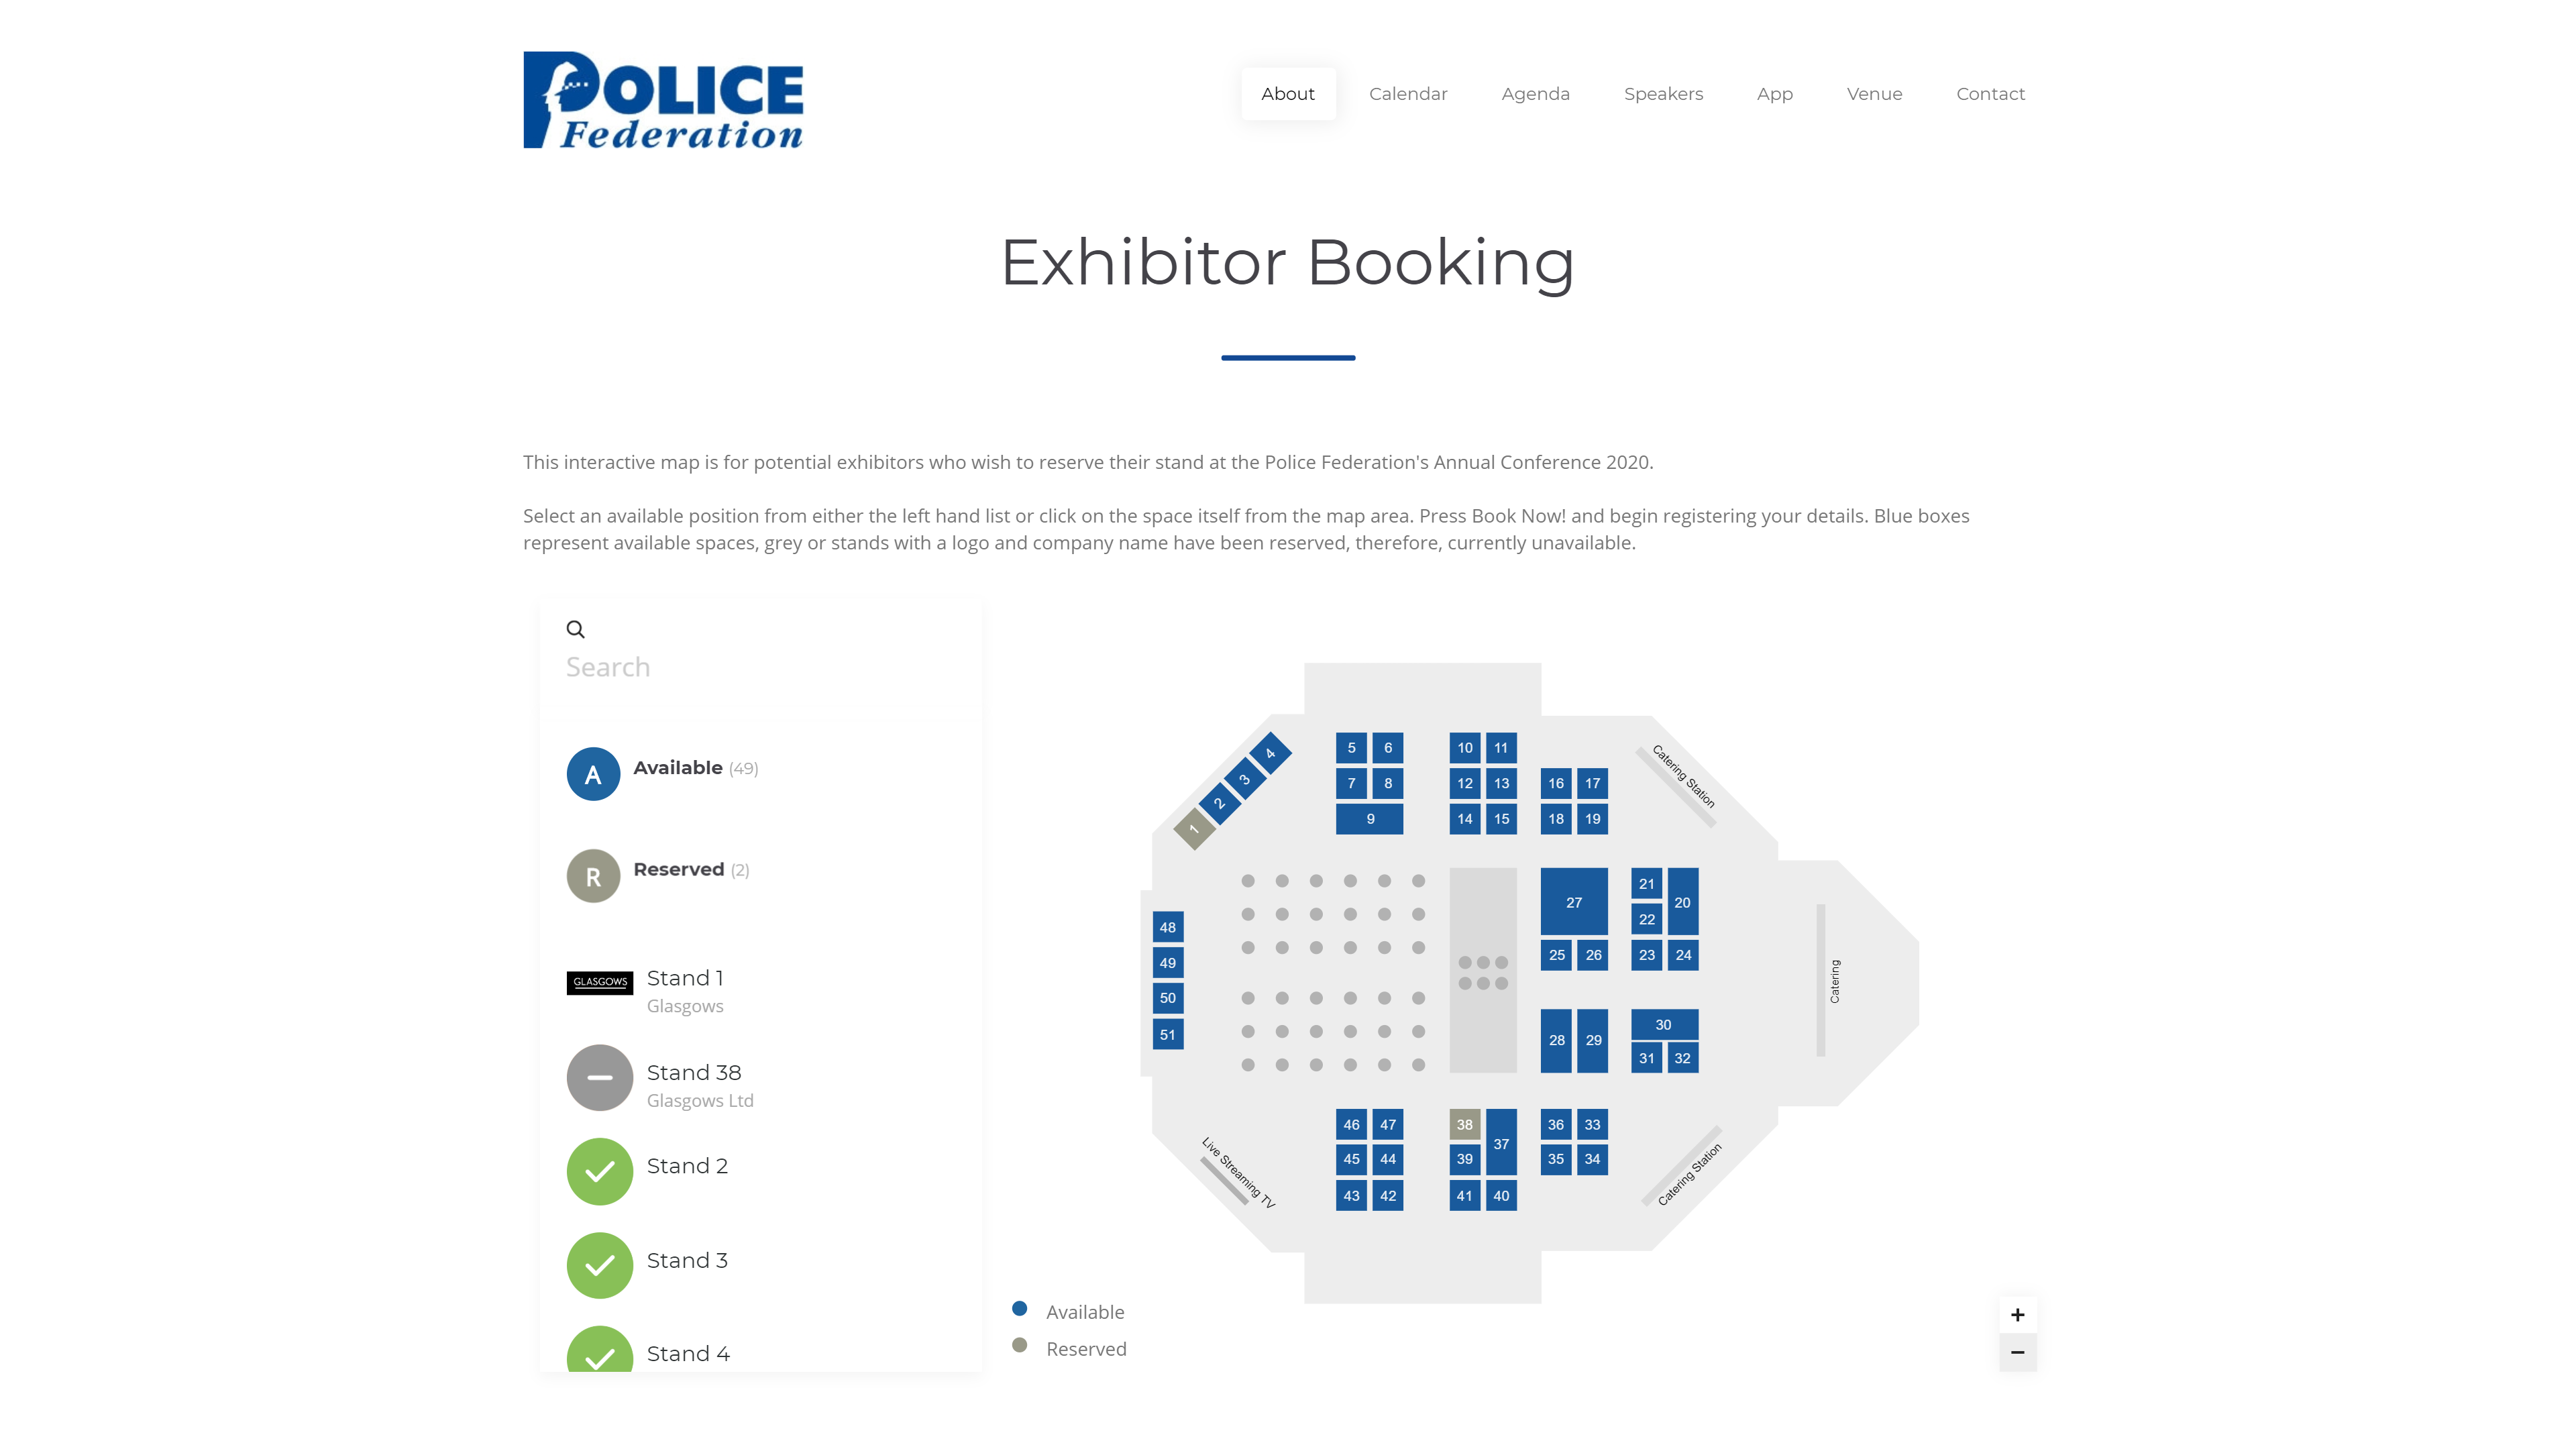 POLICE
Federation
About
Calendar
Agenda
Speakers
App
Venue
Contact
Exhibitor Booking
This interactive map is for potential exhibitors who wish to reserve their stand at the Police Federation's Annual Conference 2020.
Select an available position from either the left hand list or click on the space itself from the map area. Press Book Now! and begin registering your details. Blue boxes
represent available spaces, grey or stands with a logo and company name have been reserved, therefore, currently unavailable.
Search
A Available (49)
R Reserved (2)
GLASGOWS
Stand 1
Glasgows
Stand 38
Glasgows Ltd
Stand 2
Stand 3
Stand 4
1
2
3
4
5 6
7 8
9
10 11
12 13
14 15
16 17
18 19
Catering Station
27
25 26
21
22
20
23 24
48
49
50
51
28 29
30
31 32
Catering
46 47
45 44
43 42
38
37
39
41 40
36 33
35 34
Catering Station
Live Streaming TV
Available
Reserved
+
−